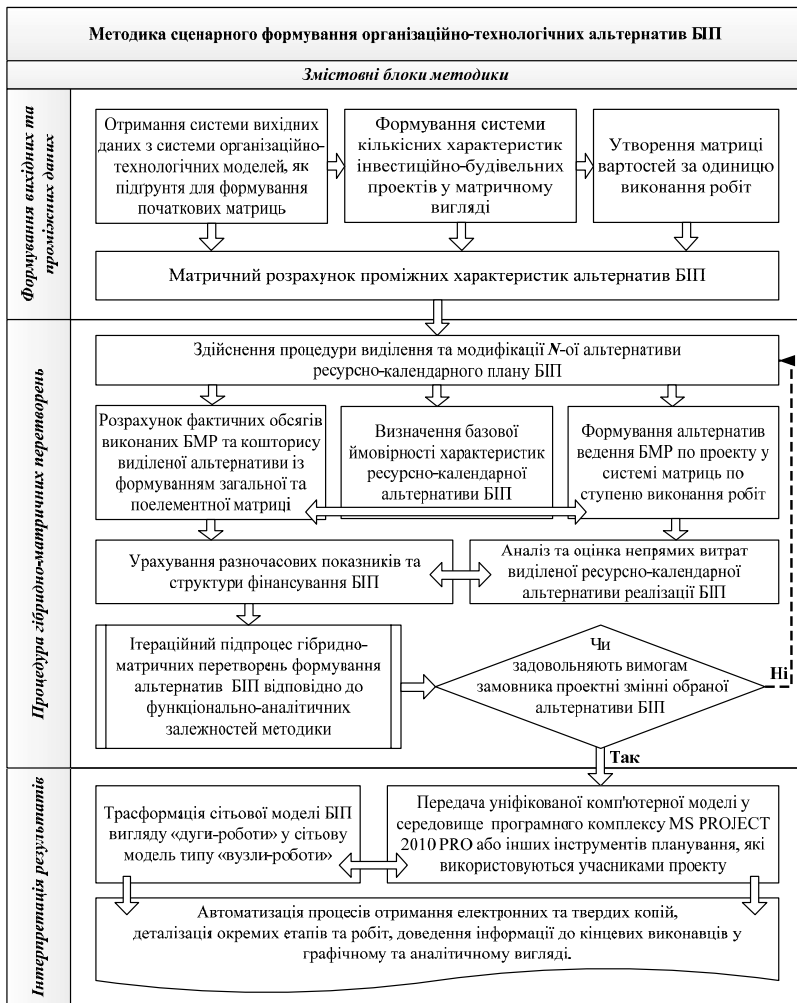 Методика сценарного формування організаційно-технологічних альтернатив БІП
Змістовні блоки методики
Формування вихідних та
проміжних даних
Отримання системи вихідних
даних з системи організаційно-
технологічних моделей, як
підґрунтя для формування
початкових матриць
Формування системи
кількісних характеристик
інвестиційно-будівельних
проектів у матричному
вигляді
Утворення матриці
вартостей за одиницю
виконання робіт
Матричний розрахунок проміжних характеристик альтернатив БІП
Процедура гібридно-матричних перетворень
Здійснення процедури виділення та модифікації N-ої альтернативи
ресурсно-календарного плану БІП
Розрахунок фактичних обсягів
виконаних БМР та кошторису
виділеної альтернативи із
формуванням загальної та
поелементної матриці
Визначення базової
ймовірності характеристик
ресурсно-календарної
альтернативи БІП
Формування альтернатив
ведення БМР по проекту у
системі матриць по
ступеню виконання робіт
Урахування разночасових показників та
структури фінансування БІП
Аналіз та оцінка непрямих витрат
виділеної ресурсно-календарної
альтернативи реалізації БІП
Ітераційний підпроцес гібридно-
матричних перетворень формування
альтернатив БІП відповідно до
функціонально-аналітичних
залежностей методики
Чи
задовольняють вимогам
замовника проектні змінні обраної
альтернативи БІП
Ні
Так
Інтерпретація результатів
Трасформація сітьової моделі БІП
вигляду «дуги-роботи» у сітьову
модель типу «вузли-роботи»
Передача уніфікованої комп'ютерної моделі у
середовище програмного комплексу MS PROJECT
2010 PRO або інших інструментів планування, які
використовуються учасниками проекту
Автоматизація процесів отримання електронних та твердих копій,
деталізація окремих етапів та робіт, доведення інформації до кінцевих виконавців у
графічному та аналітичному вигляді.